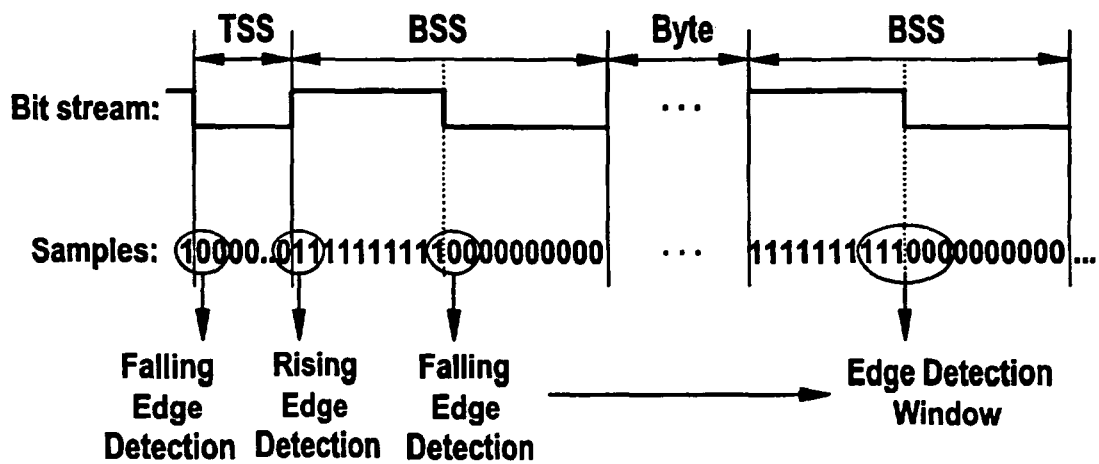 TSS BSS Byte BSS
Bit stream: ...
Samples: 10000..011111111110000000000 ... 11111111110000000000 ...
Falling Edge Detection
Rising Edge Detection
Falling Edge Detection
Edge Detection Window